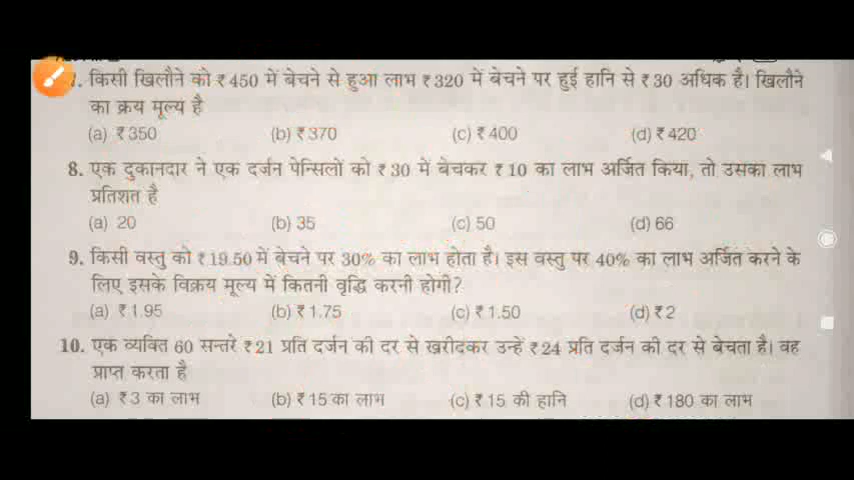 7. किसी खिलौने को ₹450 में बेचने से हुआ लाभ ₹320 में बेचने पर हुई हानि से ₹30 अधिक है। खिलौने
का क्रय मूल्य है
(a) ₹350 (b) ₹370 (c) ₹400 (d) ₹420
8. एक दुकानदार ने एक दर्जन पेन्सिलों को ₹30 में बेचकर ₹10 का लाभ अर्जित किया, तो उसका लाभ
प्रतिशत है
(a) 20 (b) 35 (c) 50 (d) 66
9. किसी वस्तु को ₹19.50 में बेचने पर 30% का लाभ होता है। इस वस्तु पर 40% का लाभ अर्जित करने के
लिए इसके विक्रय मूल्य में कितनी वृद्धि करनी होगी?
(a) ₹1.95 (b) ₹1.75 (c) ₹1.50 (d) ₹2
10. एक व्यक्ति 60 सन्तरे ₹21 प्रति दर्जन की दर से खरीदकर उन्हें ₹24 प्रति दर्जन की दर से बेचता है। वह
प्राप्त करता है
(a) ₹3 का लाभ (b) ₹15 का लाभ (c) ₹15 की हानि (d) ₹180 का लाभ